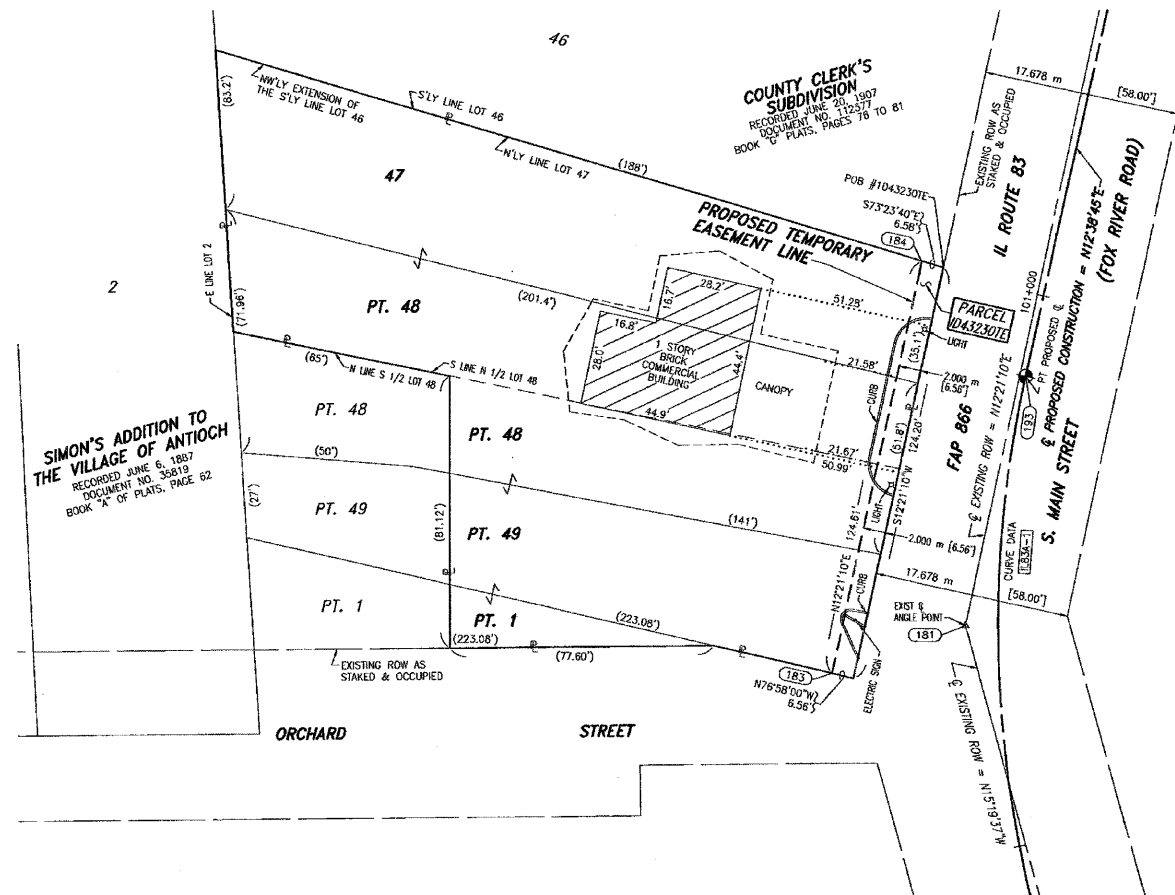 46
COUNTY CLERK'S
SUBDIVISION
RECORDED JUNE 20, 1907
DOCUMENT NO. 112577
BOOK "G" PLATS, PAGES 78 TO 81
17.678 m
[58.00']
(83.2')
NW'LY EXTENSION OF
THE S'LY LINE LOT 46
S'LY LINE LOT 46
N'LY LINE LOT 47
(188')
EXISTING ROW AS
STAKED & OCCUPIED
IL ROUTE 83
POB #1043230TE
S73°23'40"E
6.58'
184
47
PROPOSED TEMPORARY
EASEMENT LINE
101+000
PT PROPOSED ℄
℄ PROPOSED CONSTRUCTION = N12°38'45"E
(FOX RIVER ROAD)
E LINE LOT 2
2
(71.96')
PT. 48
(201.4')
28.2'
16.7'
51.28'
PARCEL
1D43230TE
LIGHT
16.8'
1 STORY
BRICK
COMMERCIAL
BUILDING
28.0'
44.4'
44.9'
CANOPY
21.58'
(35.1')
2.000 m
[6.56']
CURB
(51.8')
124.20'
FAP 866
℄ EXISTING ROW = N12°21'10"E
193
(65')
N LINE S 1/2 LOT 48
S LINE N 1/2 LOT 48
SIMON'S ADDITION TO
THE VILLAGE OF ANTIOCH
RECORDED JUNE 6, 1887
DOCUMENT NO. 35819
BOOK "A" OF PLATS, PAGE 62
PT. 48
PT. 48
21.67'
50.99'
S12°21'10"W
S. MAIN STREET
(50')
(27')
PT. 49
(81.12')
PT. 49
(141')
LIGHT
124.61'
2.000 m [6.56']
CURVE DATA
IL83A-1
17.678 m
[58.00']
N12°21'10"E
CURB
PT. 1
PT. 1
(223.08')
(223.08')
(77.60')
EXIST ℄
ANGLE POINT
181
EXISTING ROW AS
STAKED & OCCUPIED
183
N76°58'00"W
6.56'
ELECTRIC SIGN
℄ EXISTING ROW = N15°19'37"W
ORCHARD STREET